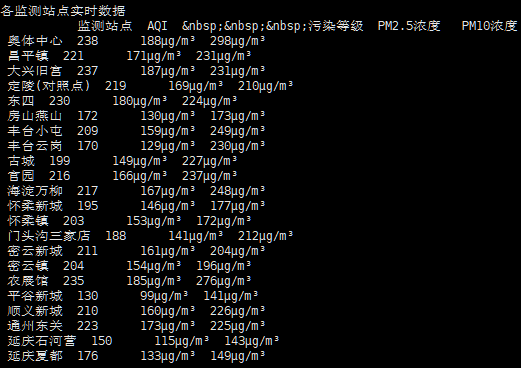 各监测站点实时数据
监测站点 AQI &nbsp;&nbsp;&nbsp;污染等级 PM2.5浓度 PM10浓度
奥体中心 238 188μg/m³ 298μg/m³
昌平镇 221 171μg/m³ 231μg/m³
大兴旧宫 237 187μg/m³ 231μg/m³
定陵(对照点) 219 169μg/m³ 210μg/m³
东四 230 180μg/m³ 224μg/m³
房山燕山 172 130μg/m³ 173μg/m³
丰台小屯 209 159μg/m³ 249μg/m³
丰台云岗 170 129μg/m³ 230μg/m³
古城 199 149μg/m³ 227μg/m³
官园 216 166μg/m³ 237μg/m³
海淀万柳 217 167μg/m³ 248μg/m³
怀柔新城 195 146μg/m³ 177μg/m³
怀柔镇 203 153μg/m³ 172μg/m³
门头沟三家店 188 141μg/m³ 212μg/m³
密云新城 211 161μg/m³ 204μg/m³
密云镇 204 154μg/m³ 196μg/m³
农展馆 235 185μg/m³ 276μg/m³
平谷新城 130 99μg/m³ 141μg/m³
顺义新城 210 160μg/m³ 226μg/m³
通州东关 223 173μg/m³ 225μg/m³
延庆石河营 150 115μg/m³ 143μg/m³
延庆夏都 176 133μg/m³ 149μg/m³